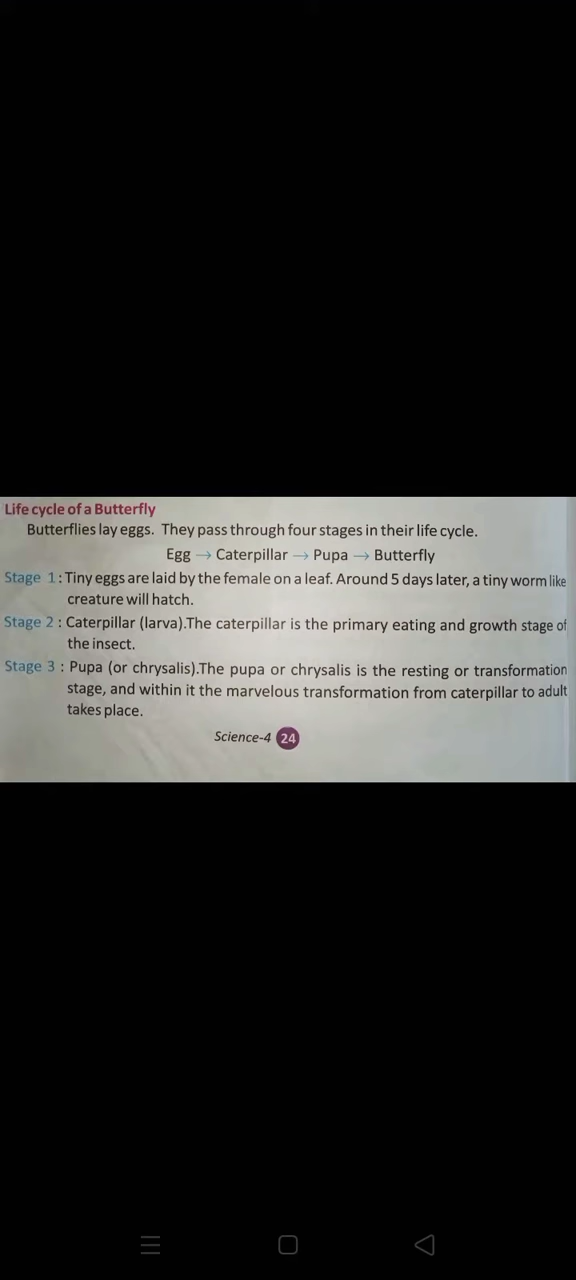 Life cycle of a Butterfly
Butterflies lay eggs. They pass through four stages in their life cycle.
Egg → Caterpillar → Pupa → Butterfly
Stage 1 : Tiny eggs are laid by the female on a leaf. Around 5 days later, a tiny worm like
creature will hatch.
Stage 2 : Caterpillar (larva).The caterpillar is the primary eating and growth stage of
the insect.
Stage 3 : Pupa (or chrysalis).The pupa or chrysalis is the resting or transformation
stage, and within it the marvelous transformation from caterpillar to adult
takes place.
Science-4 24